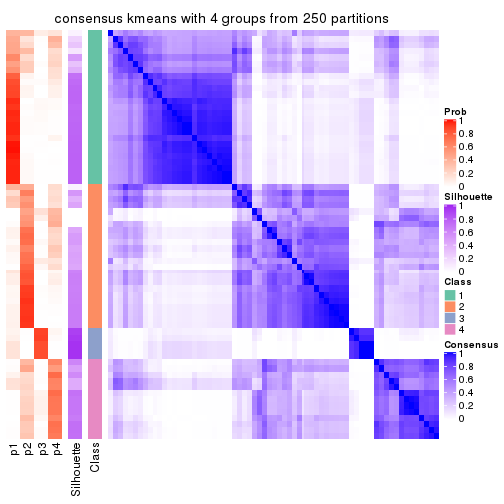 consensus kmeans with 4 groups from 250 partitions
Prob
1
0.8
0.6
0.4
0.2
0
Silhouette
1
0.8
0.6
0.4
0.2
0
Class
1
2
3
4
Consensus
1
0.8
0.6
0.4
0.2
0
p1
p2
p3
p4
Silhouette
Class